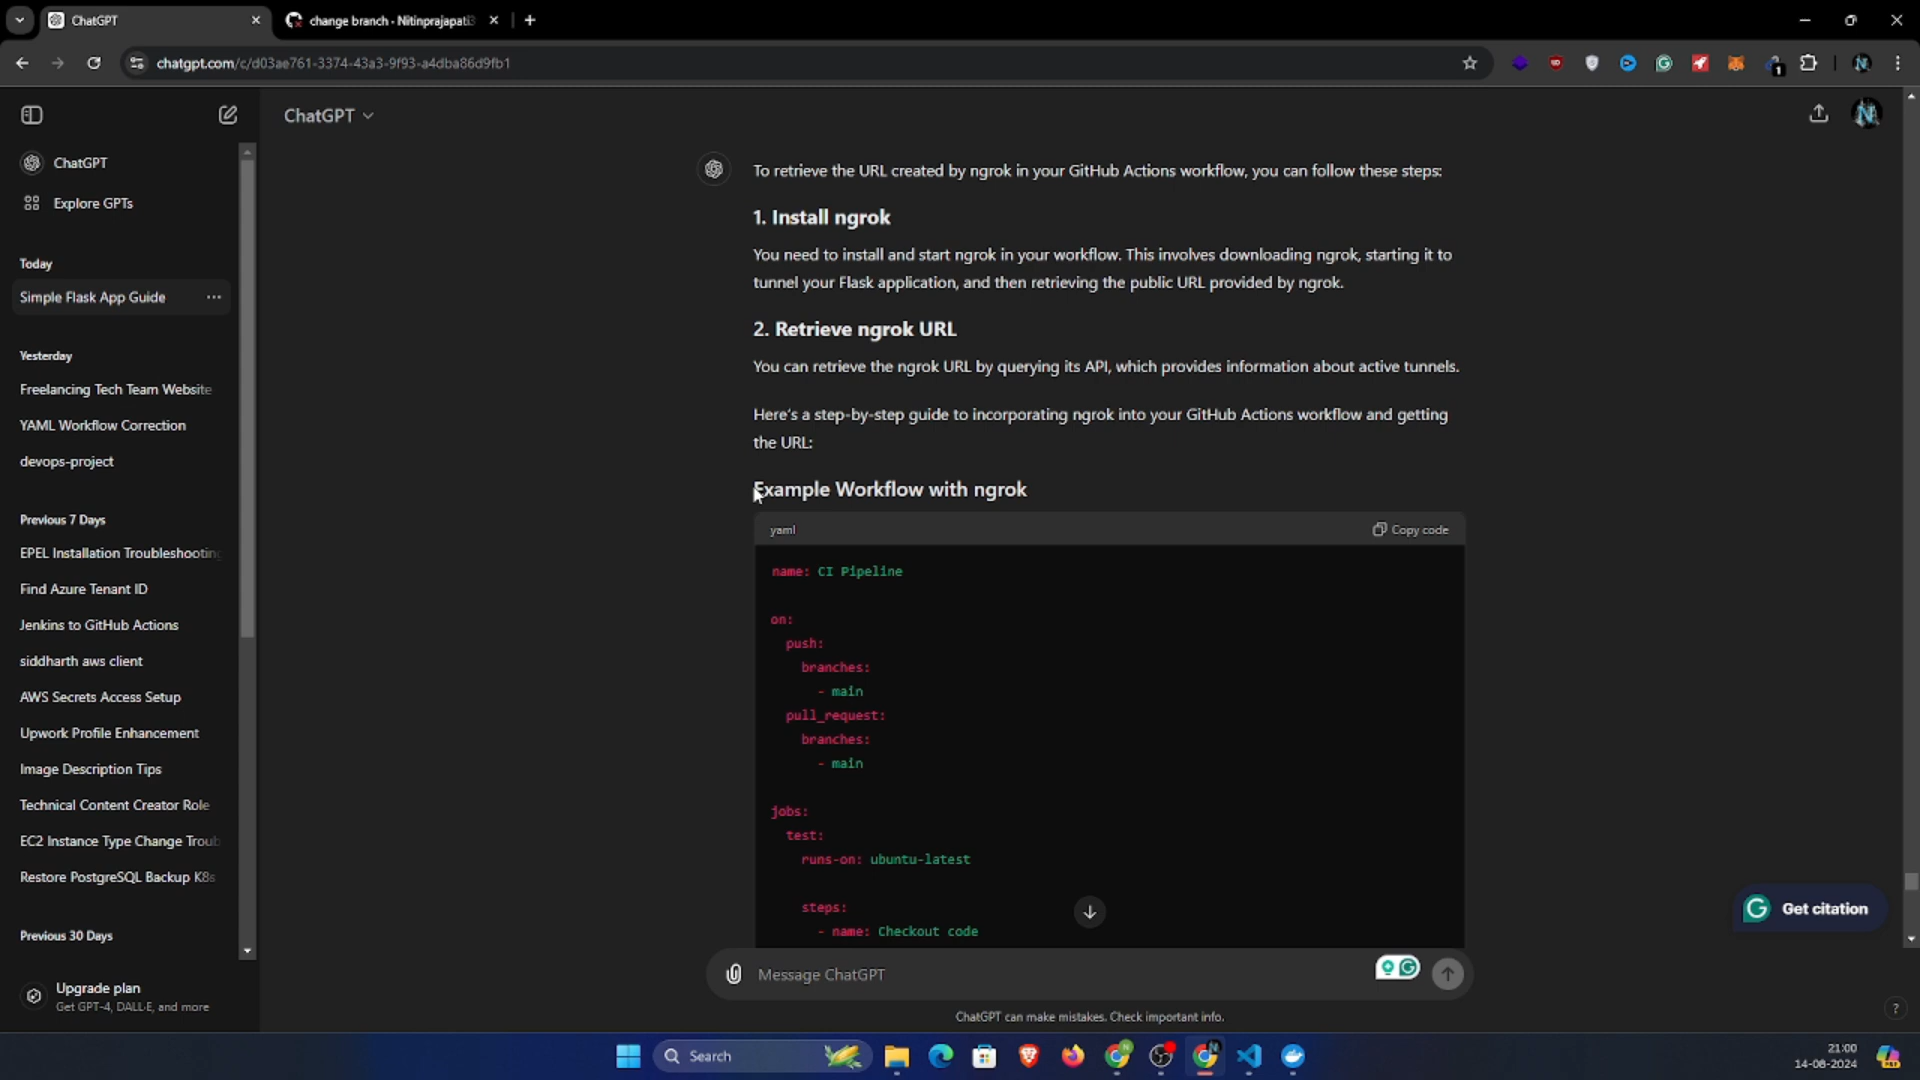 ChatGPT
change branch - Nitinprajapati3
chatgpt.com/c/d03ae761-3374-43a3-9f93-a4dba86d9fb1
1
ChatGPT
Explore GPTs
Today
Simple Flask App Guide
Yesterday
Freelancing Tech Team Website
YAML Workflow Correction
devops-project
Previous 7 Days
EPEL Installation Troubleshooting
Find Azure Tenant ID
Jenkins to GitHub Actions
siddharth aws client
AWS Secrets Access Setup
Upwork Profile Enhancement
Image Description Tips
Technical Content Creator Role
EC2 Instance Type Change Troub
Restore PostgreSQL Backup K8s
Previous 30 Days
Upgrade plan
Get GPT-4, DALL·E, and more
ChatGPT
To retrieve the URL created by ngrok in your GitHub Actions workflow, you can follow these steps:
1. Install ngrok
You need to install and start ngrok in your workflow. This involves downloading ngrok, starting it to
tunnel your Flask application, and then retrieving the public URL provided by ngrok.
2. Retrieve ngrok URL
You can retrieve the ngrok URL by querying its API, which provides information about active tunnels.
Here's a step-by-step guide to incorporating ngrok into your GitHub Actions workflow and getting
the URL:
Example Workflow with ngrok
yaml
Copy code
name: CI Pipeline
on:
push:
branches:
- main
pull_request:
branches:
- main
jobs:
test:
runs-on: ubuntu-latest
steps:
- name: Checkout code
Get citation
Message ChatGPT
ChatGPT can make mistakes. Check important info.
?
Search
21:00
14-08-2024